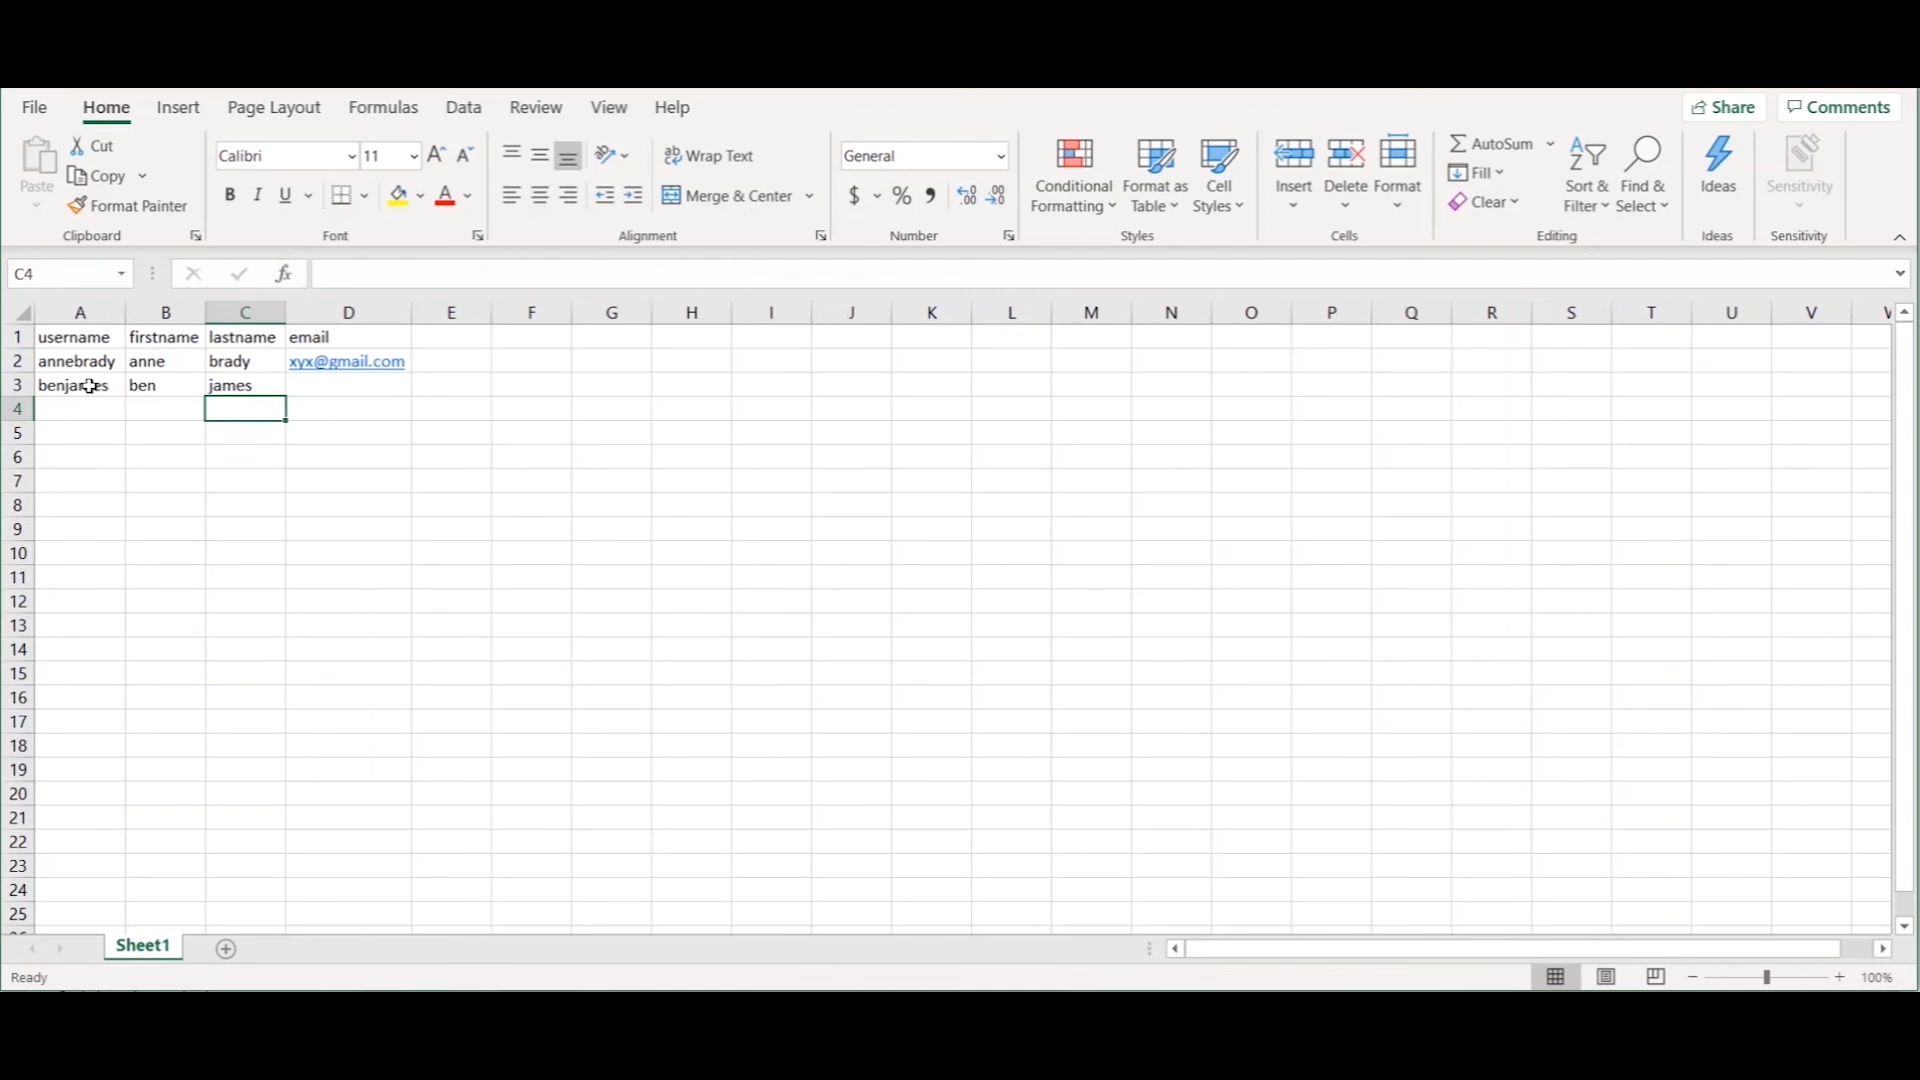 File Home Insert Page Layout Formulas Data Review View Help Share Comments
Paste Cut Copy Format Painter Clipboard
Calibri 11 A A B I U A Font
ab Wrap Text Merge & Center Alignment
General $ % Number
Conditional Formatting Format as Table Cell Styles Styles
Insert Delete Format Cells
AutoSum Fill Clear Sort & Filter Find & Select Editing
Ideas Ideas
Sensitivity Sensitivity
C4 fx
A B C D E F G H I J K L M N O P Q R S T U V
1 username firstname lastname email
2 annebrady anne brady xyx@gmail.com
3 benjames ben james
4
5
6
7
8
9
10
11
12
13
14
15
16
17
18
19
20
21
22
23
24
25
Sheet1
Ready 100%